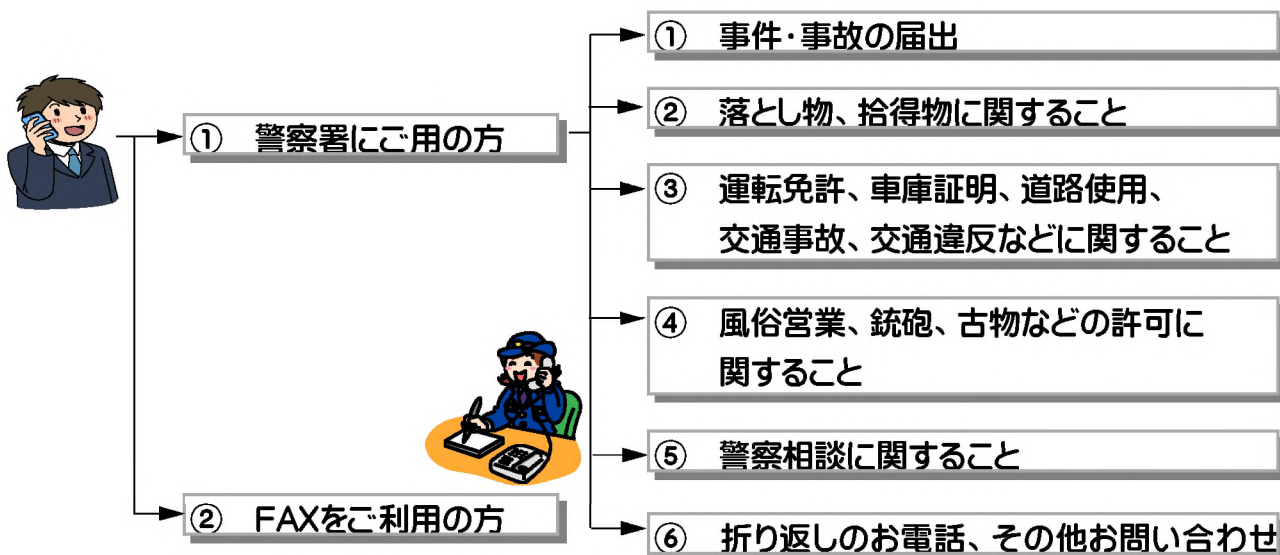 ① 警察署にご用の方
② FAXをご利用の方
① 事件・事故の届出
② 落とし物、拾得物に関すること
③ 運転免許、車庫証明、道路使用、
交通事故、交通違反などに関すること
④ 風俗営業、銃砲、古物などの許可に
関すること
⑤ 警察相談に関すること
⑥ 折り返しのお電話、その他お問い合わせ